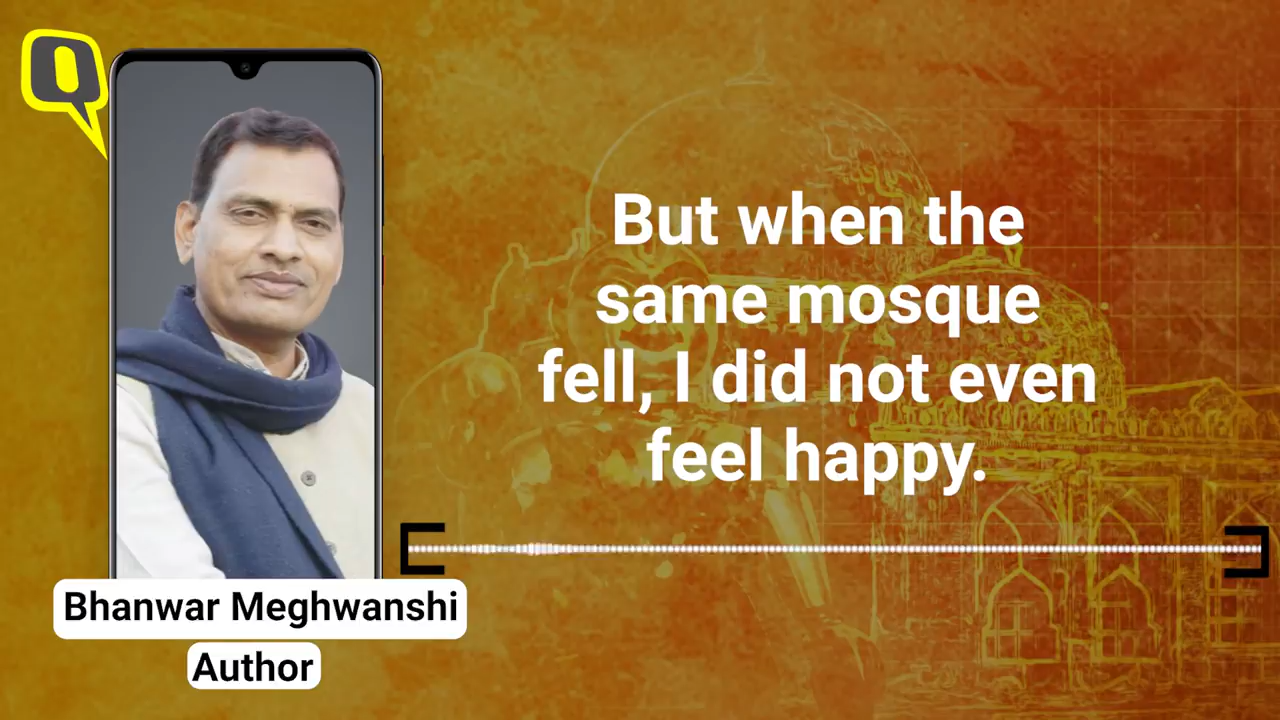 Q
But when the
same mosque
fell, I did not even
feel happy.
Bhanwar Meghwanshi
Author